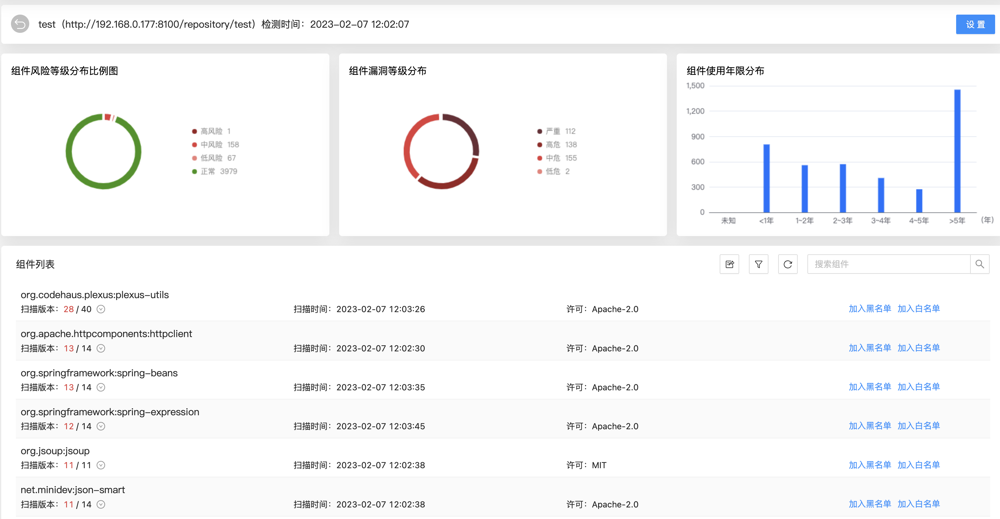 test（http://192.168.0.177:8100/repository/test）检测时间：2023-02-07 12:02:07
设 置
组件风险等级分布比例图
高风险 1
中风险 158
低风险 67
正常 3979
组件漏洞等级分布
严重 112
高危 138
中危 155
低危 2
组件使用年限分布
1,500
1,200
900
600
300
0
未知 <1年 1~2年 2~3年 3~4年 4~5年 >5年 (年)
组件列表
搜索组件
org.codehaus.plexus:plexus-utils
扫描版本： 28 / 40 扫描时间： 2023-02-07 12:03:26 许可： Apache-2.0 加入黑名单 加入白名单
org.apache.httpcomponents:httpclient
扫描版本： 13 / 14 扫描时间： 2023-02-07 12:02:30 许可： Apache-2.0 加入黑名单 加入白名单
org.springframework:spring-beans
扫描版本： 13 / 14 扫描时间： 2023-02-07 12:03:35 许可： Apache-2.0 加入黑名单 加入白名单
org.springframework:spring-expression
扫描版本： 12 / 14 扫描时间： 2023-02-07 12:03:45 许可： Apache-2.0 加入黑名单 加入白名单
org.jsoup:jsoup
扫描版本： 11 / 11 扫描时间： 2023-02-07 12:02:38 许可： MIT 加入黑名单 加入白名单
net.minidev:json-smart
扫描版本： 11 / 14 扫描时间： 2023-02-07 12:02:38 许可： Apache-2.0 加入黑名单 加入白名单